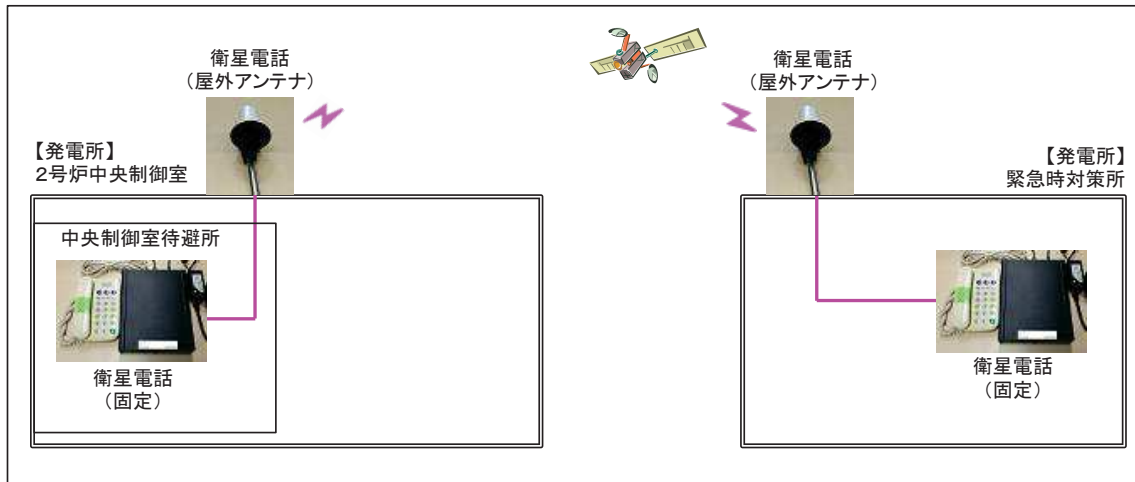 衛星電話
(屋外アンテナ)
【発電所】
2号炉中央制御室
中央制御室待避所
衛星電話
(固定)
衛星電話
(屋外アンテナ)
【発電所】
緊急時対策所
衛星電話
(固定)